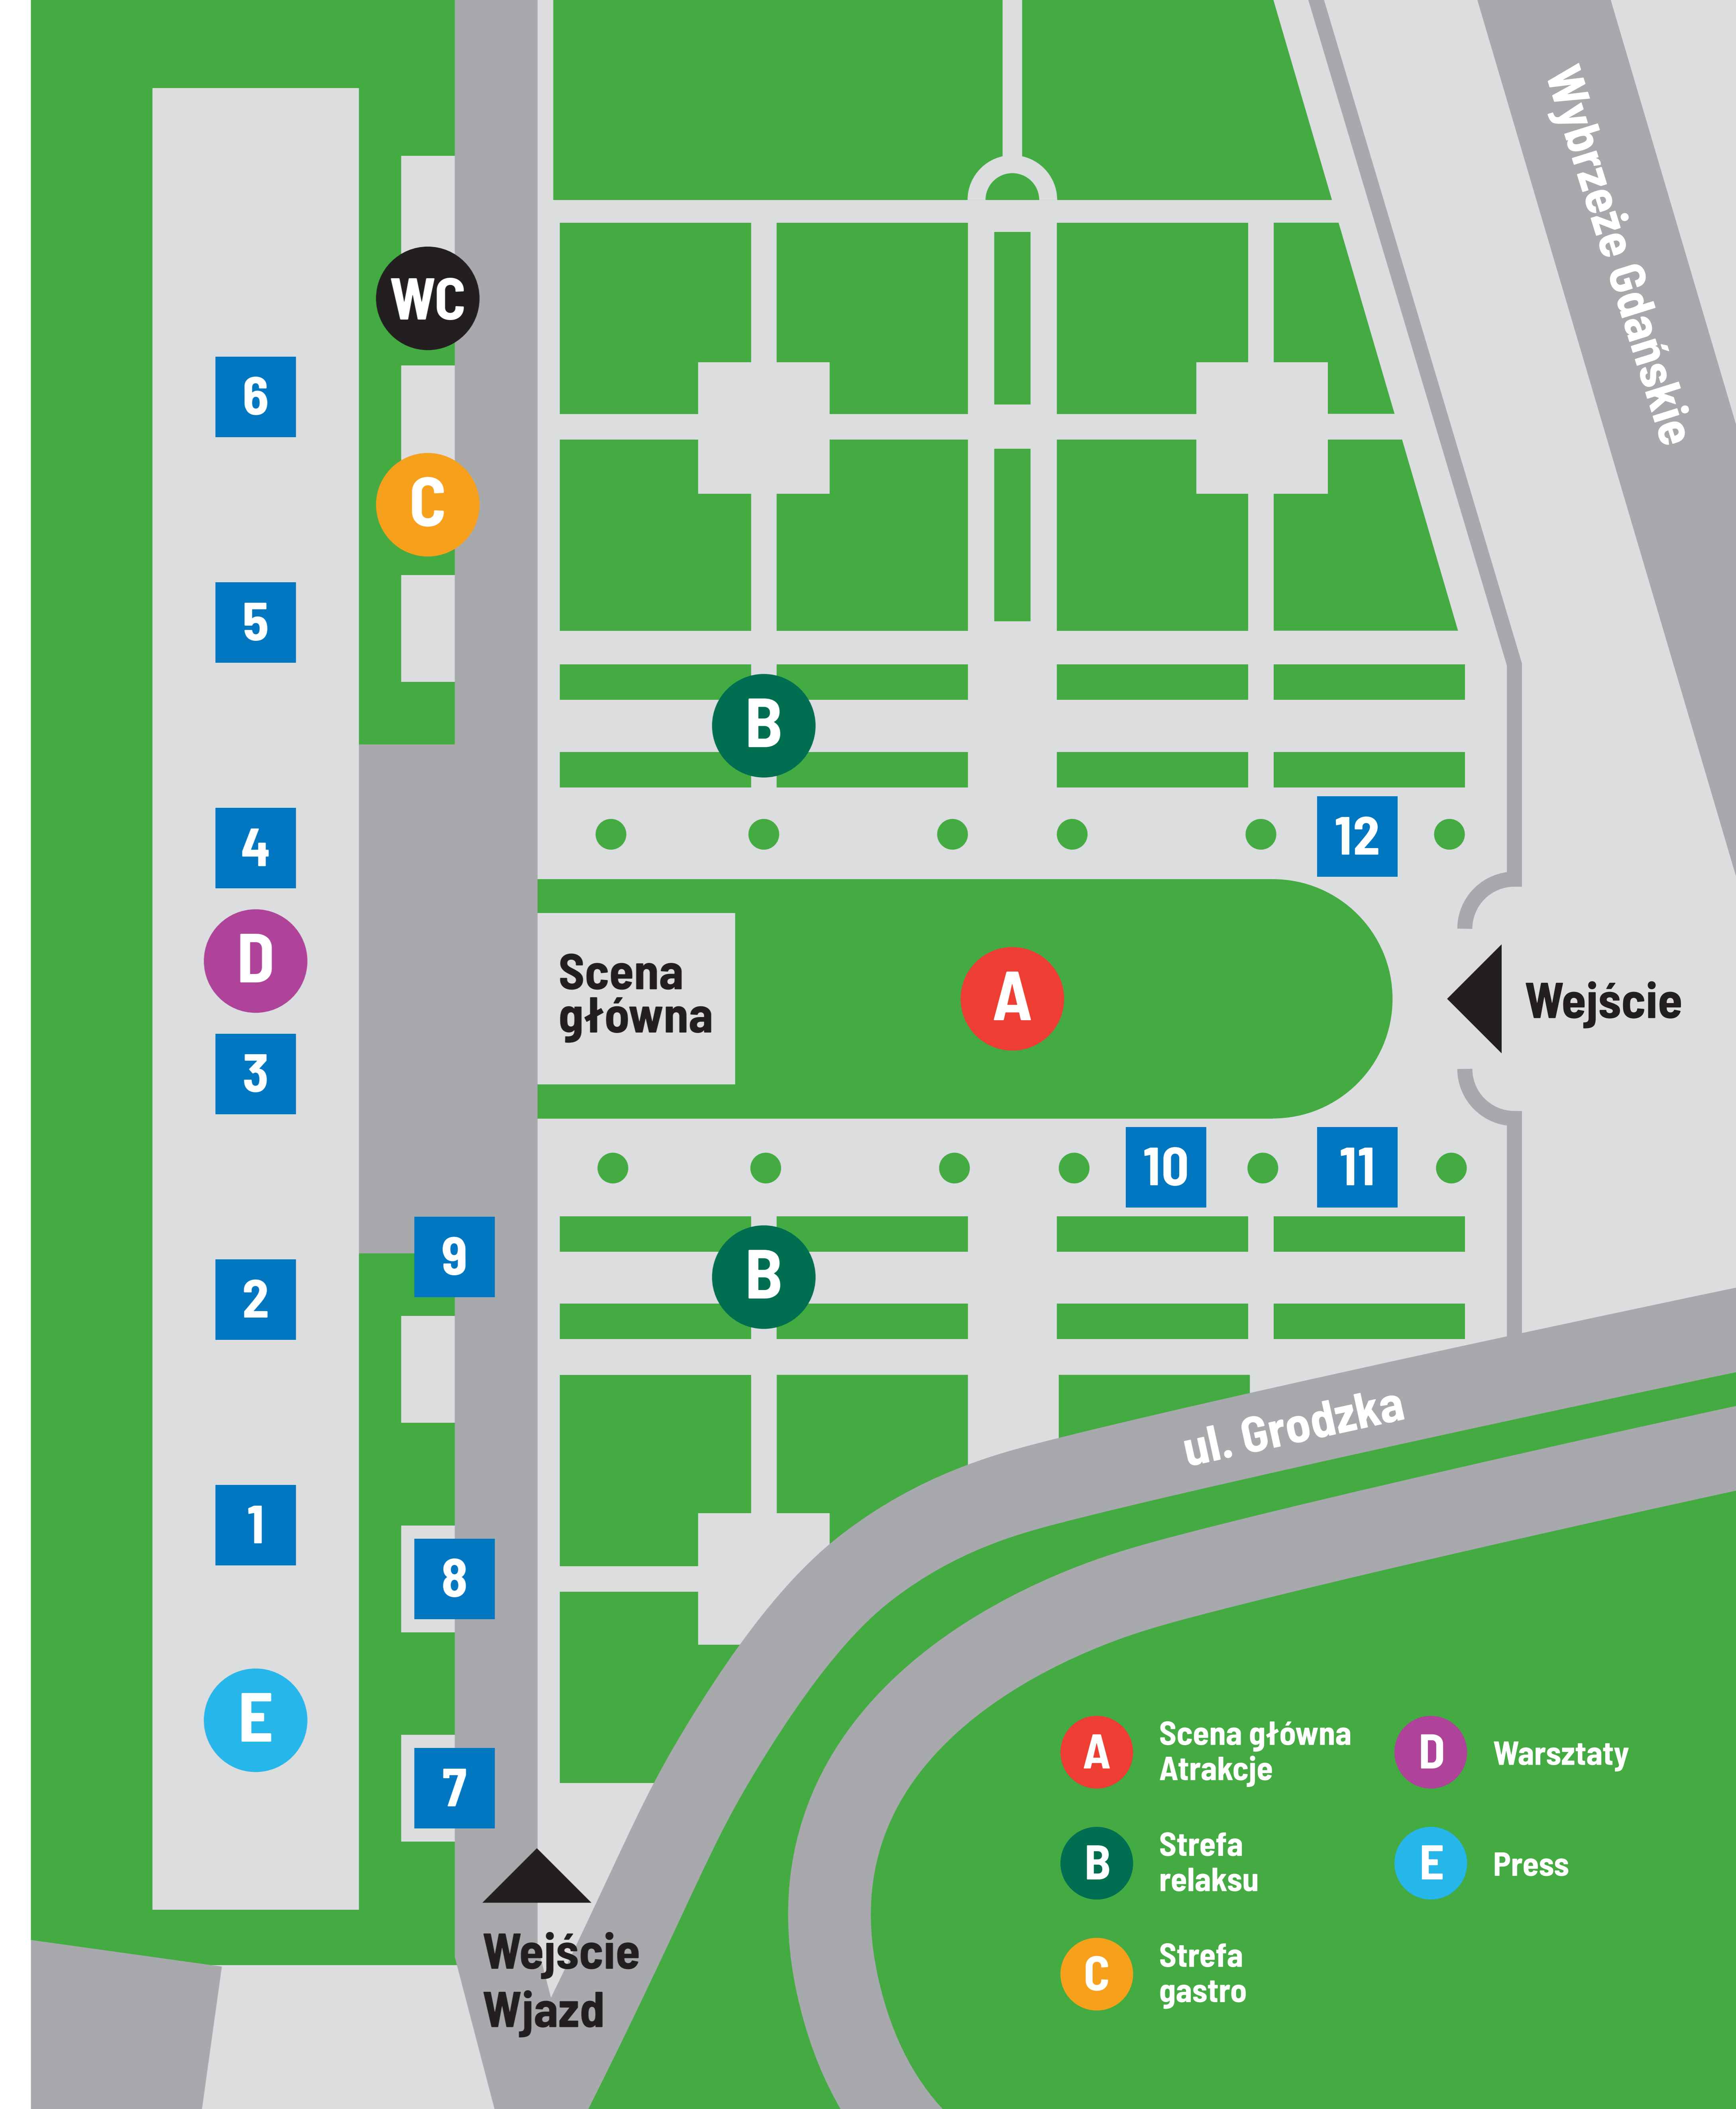 Wybrzeże Gdańskie
WC
6
C
5
B
4
12
D
Scena
główna
A
Wejście
3
10
11
9
B
2
ul. Grodzka
1
8
E
7
Wejście
Wjazd
A
Scena główna
Atrakcje
B
Strefa
relaksu
C
Strefa
gastro
D
Warsztaty
E
Press